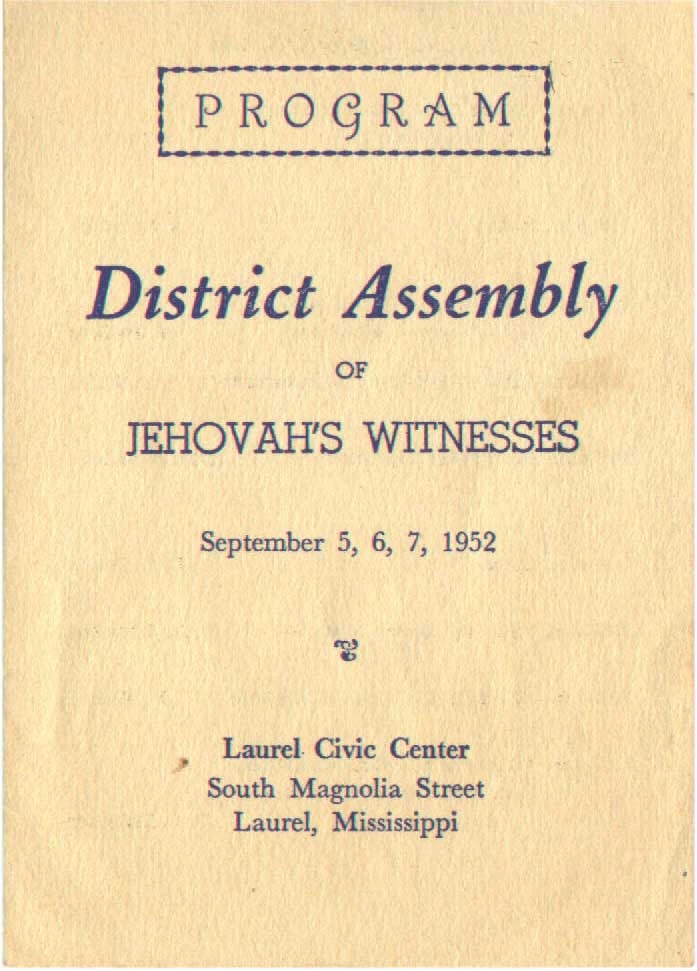 PROGRAM
District Assembly
OF
JEHOVAH'S WITNESSES
September 5, 6, 7, 1952
Laurel Civic Center
South Magnolia Street
Laurel, Mississippi